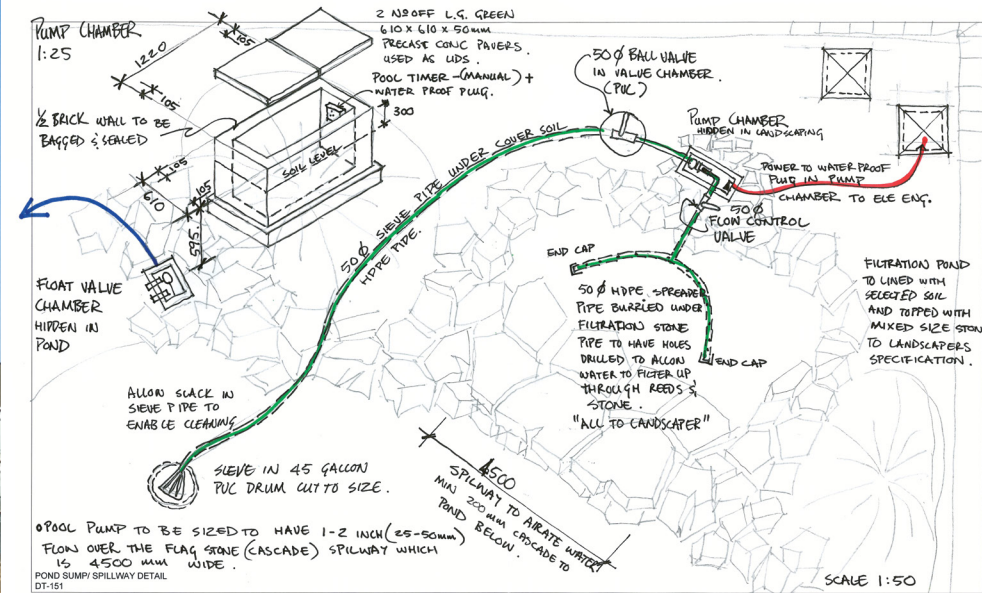 PUMP CHAMBER
1:25
1220
105
105
2 NºOFF L.G. GREEN
610 x 610 x 50mm
PRECAST CONC PAVERS.
USED AS LIDS.
POOL TIMER-(MANUAL) +
WATER PROOF PLUG.
300
½ BRICK WALL TO BE
BAGGED & SEALED
SOIL LEVEL
105
610
105
595
50 Ø BALL VALVE
IN VALVE CHAMBER.
(PVC)
PUMP CHAMBER
HIDDEN IN LANDSCAPING
POWER TO WATER PROOF
PLUG IN PUMP
CHAMBER TO ELE ENG.
50 Ø
FLOW CONTROL
VALVE
50 Ø SIEVE PIPE UNDER COVER SOIL
HDPE PIPE.
FLOAT VALVE
CHAMBER
HIDDEN IN
POND
END CAP
50 Ø HDPE SPREADER
PIPE BURRIED UNDER
FILTRATION STONE
PIPE TO HAVE HOLES
DRILLED TO ALLOW
WATER TO FILTER UP
THROUGH REEDS &
STONE.
"ALL TO LANDSCAPER"
END CAP
FILTRATION POND
TO LINED WITH
SELECTED SOIL
AND TOPPED WITH
MIXED SIZE STON
TO LANDSCAPERS
SPECIFICATION.
ALLOW SLACK IN
SIEVE PIPE TO
ENABLE CLEANING
SIEVE IN 45 GALLON
PVC DRUM CUT TO SIZE.
4500
SPILWAY TO AIRATE WATER
MIN 200mm CASCADE TO
POND BELOW.
•POOL PUMP TO BE SIZED TO HAVE 1-2 INCH (25-50mm)
FLOW OVER THE FLAG STONE (CASCADE) SPILWAY WHICH
IS 4500 mm WIDE.
POND SUMP/ SPILLWAY DETAIL
DT-151
SCALE 1:50